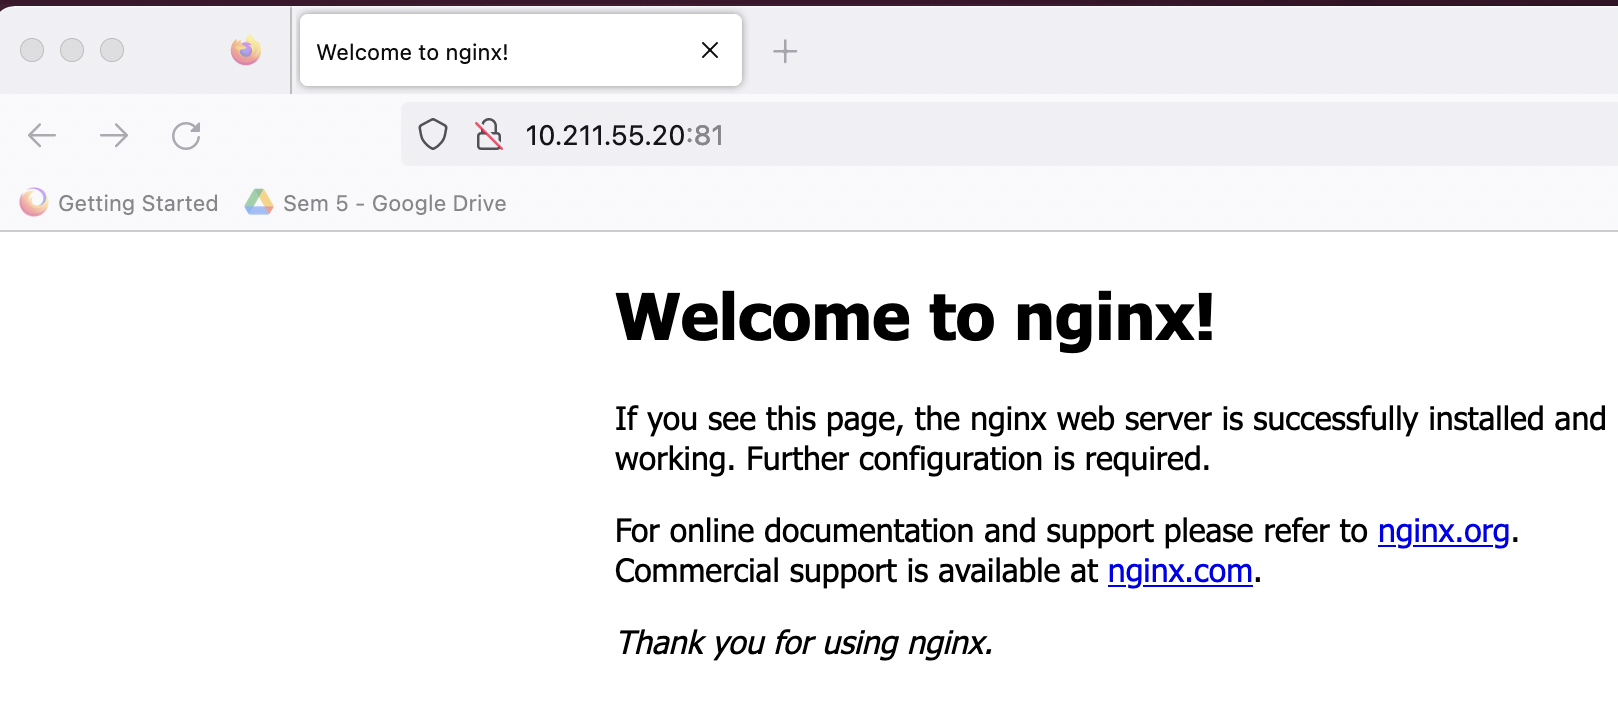 Welcome to nginx!
10.211.55.20:81
Getting Started Sem 5 - Google Drive
Welcome to nginx!
If you see this page, the nginx web server is successfully installed and
working. Further configuration is required.
For online documentation and support please refer to nginx.org.
Commercial support is available at nginx.com.
Thank you for using nginx.